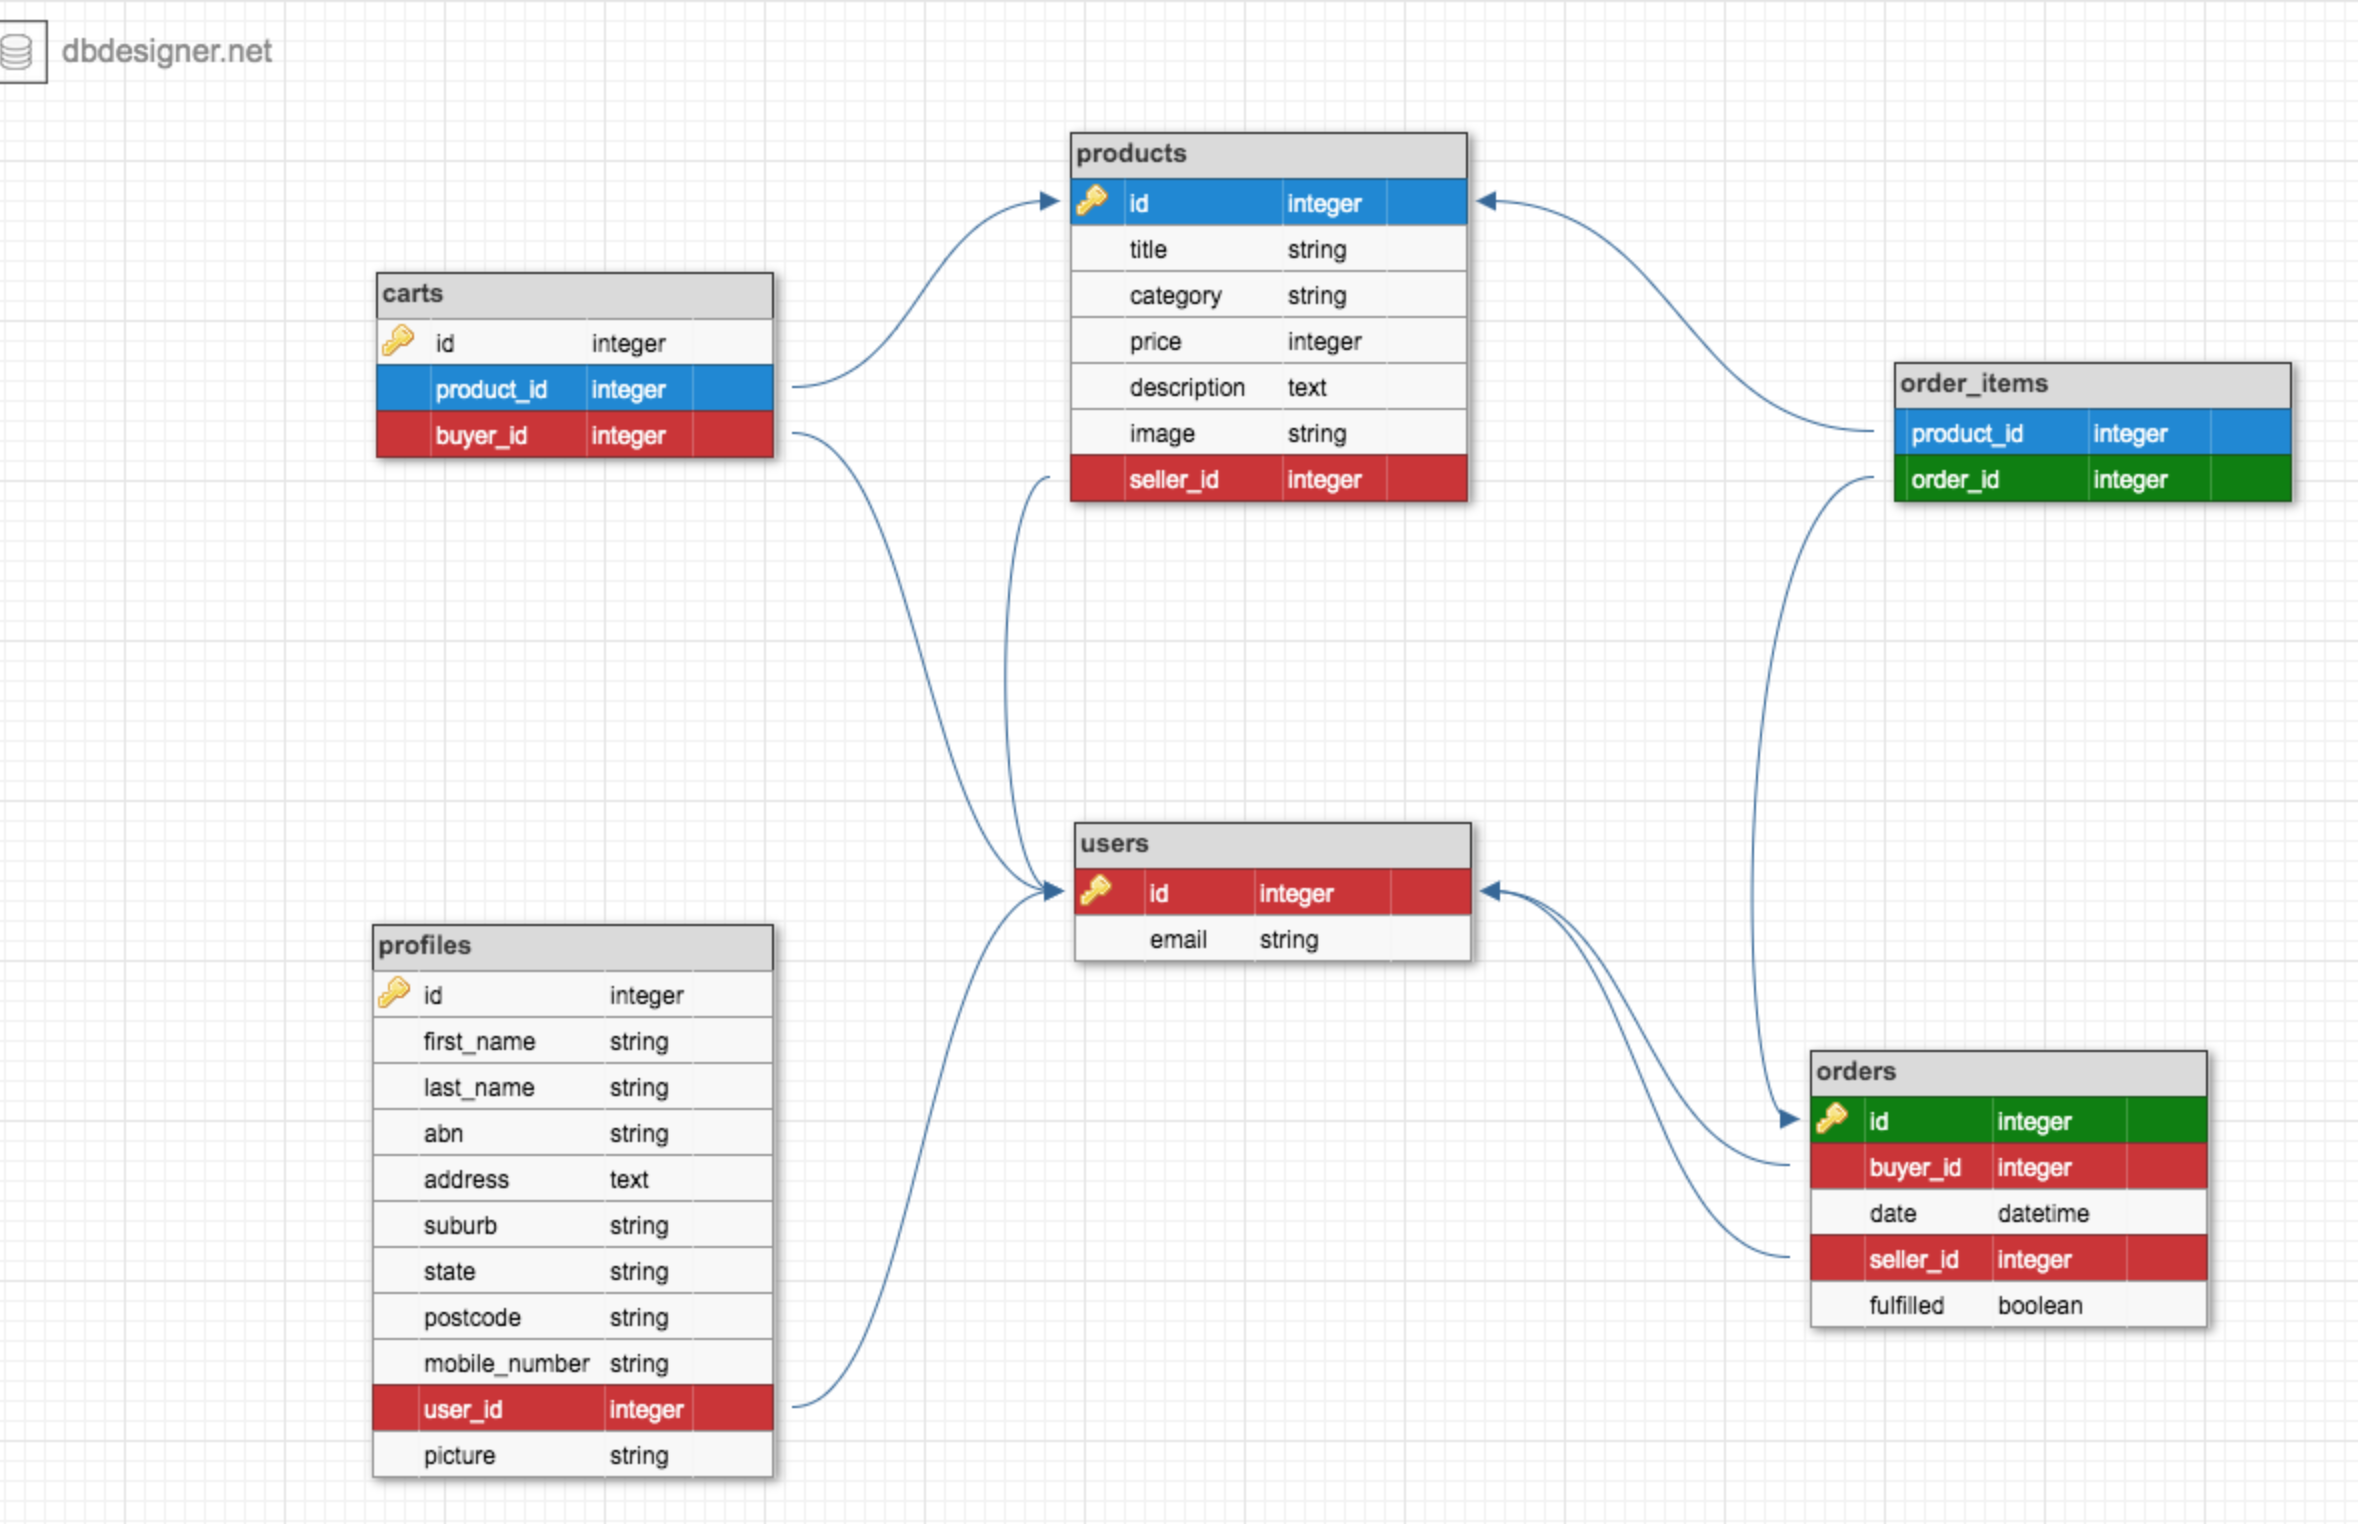 dbdesigner.net
products
id integer
title string
category string
price integer
description text
image string
seller_id integer
carts
id integer
product_id integer
buyer_id integer
order_items
product_id integer
order_id integer
users
id integer
email string
profiles
id integer
first_name string
last_name string
abn string
address text
suburb string
state string
postcode string
mobile_number string
user_id integer
picture string
orders
id integer
buyer_id integer
date datetime
seller_id integer
fulfilled boolean